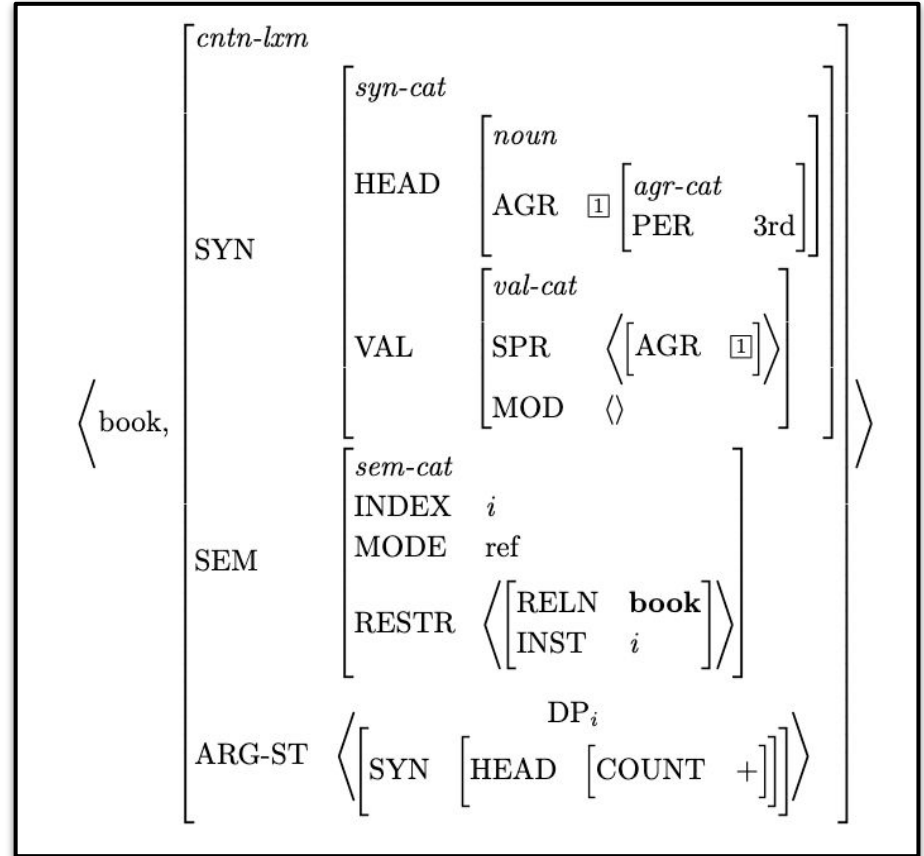 cntn-lxm
syn-cat
noun
HEAD
AGR 1 agr-cat
PER 3rd
SYN
val-cat
VAL SPR ⟨[AGR 1]⟩
MOD ⟨⟩
⟨book,
sem-cat
INDEX i
MODE ref
SEM
RESTR ⟨[RELN book
INST i]⟩
DPᵢ
ARG-ST ⟨[SYN [HEAD [COUNT +]]]⟩
⟩